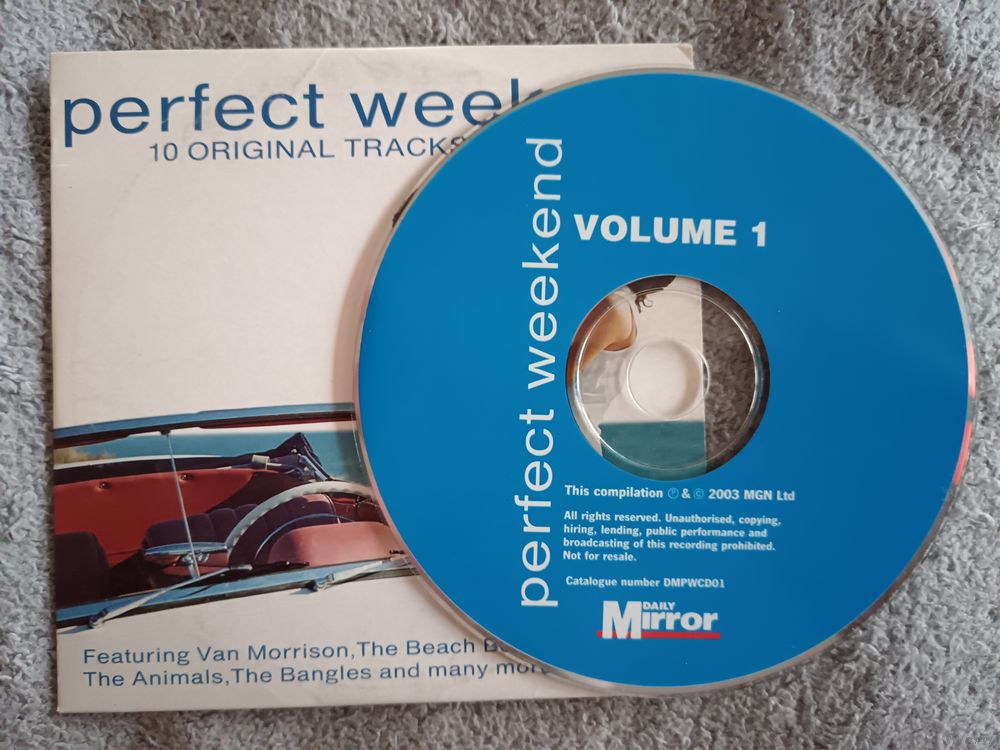 perfect week
10 ORIGINAL TRACKS
Featuring Van Morrison, The Beach
The Animals, The Bangles and many more
perfect weekend
VOLUME 1
This compilation ℗ & © 2003 MGN Ltd
All rights reserved. Unauthorised, copying,
hiring, lending, public performance and
broadcasting of this recording prohibited.
Not for resale.
Catalogue number DMPWCD01
DAILY
Mirror